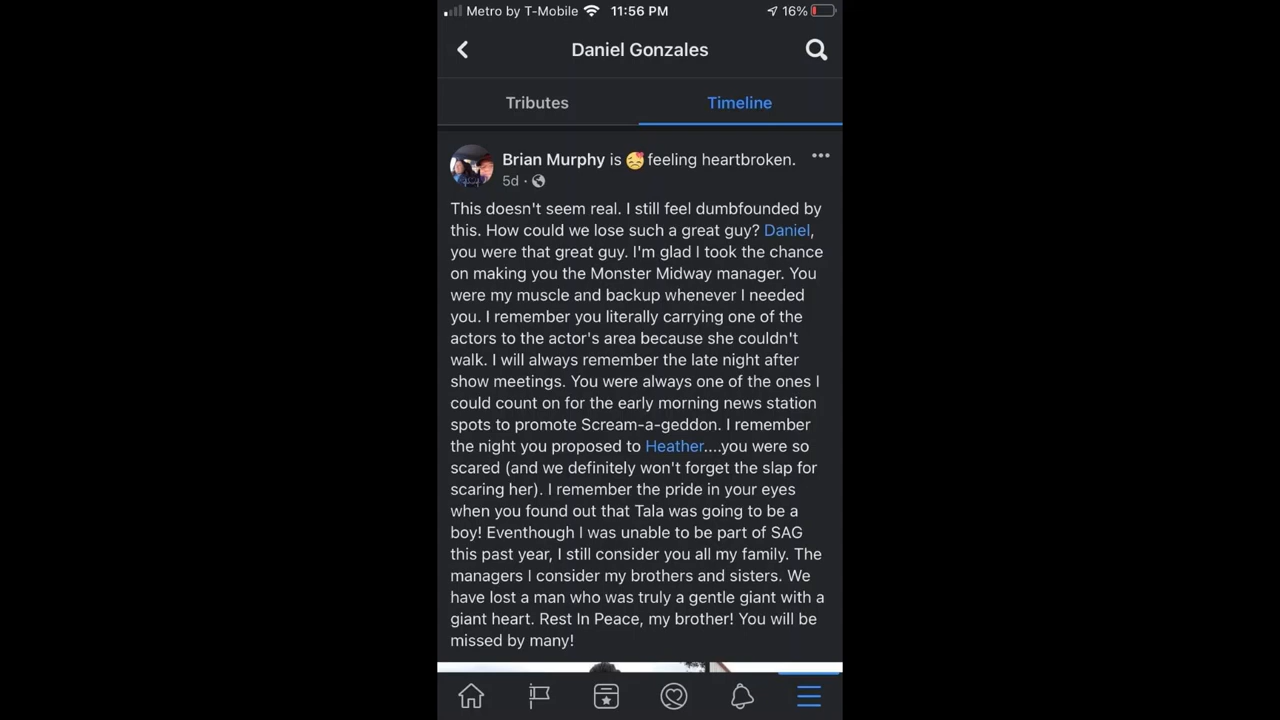 Metro by T-Mobile 11:56 PM 16%
Daniel Gonzales
Tributes Timeline
Brian Murphy is feeling heartbroken.
5d ·
This doesn't seem real. I still feel dumbfounded by
this. How could we lose such a great guy? Daniel,
you were that great guy. I'm glad I took the chance
on making you the Monster Midway manager. You
were my muscle and backup whenever I needed
you. I remember you literally carrying one of the
actors to the actor's area because she couldn't
walk. I will always remember the late night after
show meetings. You were always one of the ones I
could count on for the early morning news station
spots to promote Scream-a-geddon. I remember
the night you proposed to Heather....you were so
scared (and we definitely won't forget the slap for
scaring her). I remember the pride in your eyes
when you found out that Tala was going to be a
boy! Eventhough I was unable to be part of SAG
this past year, I still consider you all my family. The
managers I consider my brothers and sisters. We
have lost a man who was truly a gentle giant with a
giant heart. Rest In Peace, my brother! You will be
missed by many!